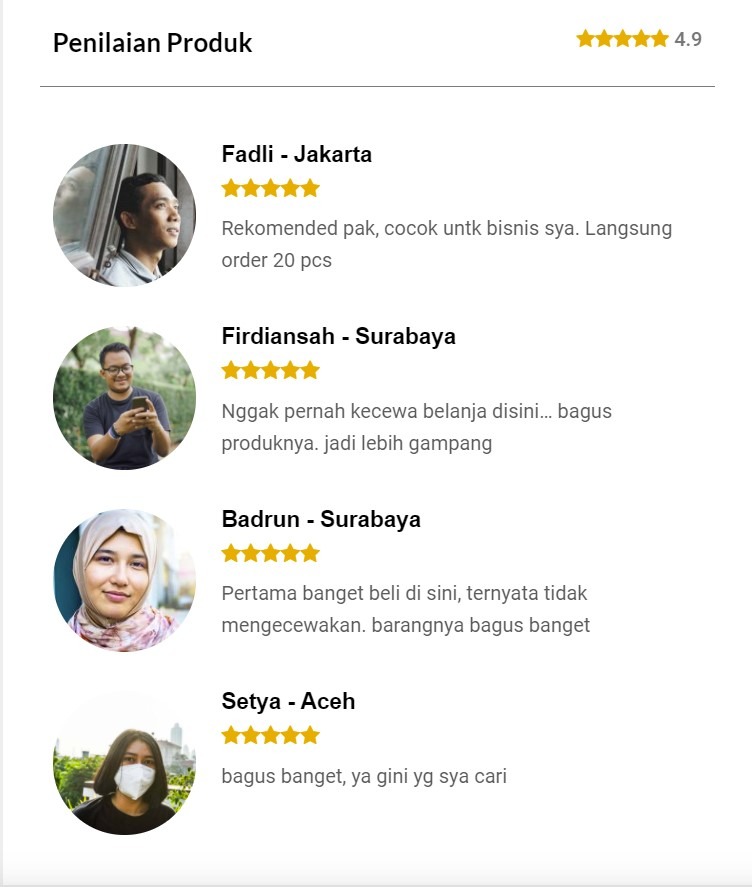 Penilaian Produk
4.9
Fadli - Jakarta
Rekomended pak, cocok untk bisnis sya. Langsung
order 20 pcs
Firdiansah - Surabaya
Nggak pernah kecewa belanja disini... bagus
produknya. jadi lebih gampang
Badrun - Surabaya
Pertama banget beli di sini, ternyata tidak
mengecewakan. barangnya bagus banget
Setya - Aceh
bagus banget, ya gini yg sya cari